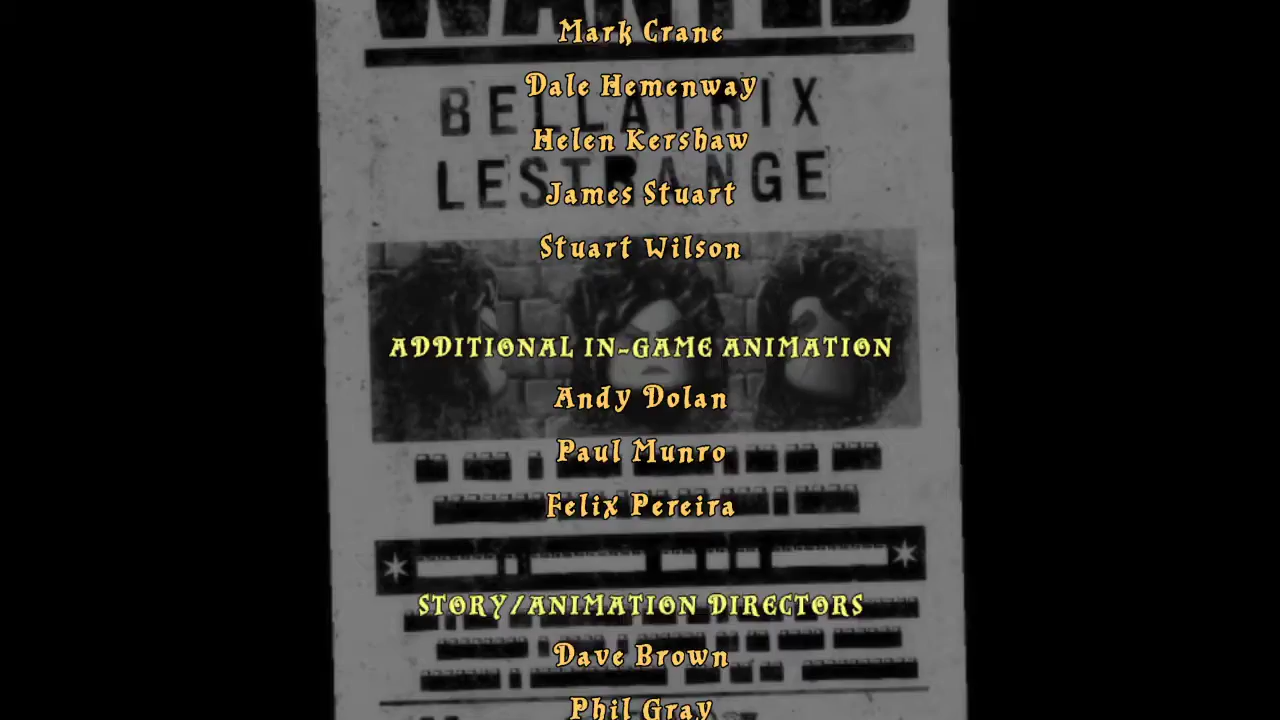 WANTED
Mark Crane
Dale Hemenway
BELLATRIX
Helen Kershaw
LESTRANGE
James Stuart
Stuart Wilson
ADDITIONAL IN-GAME ANIMATION
Andy Dolan
Paul Munro
Felix Pereira
STORY/ANIMATION DIRECTORS
Dave Brown
Phil Gray